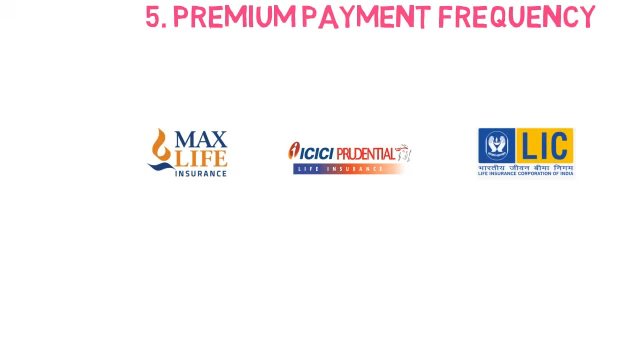 5. PREMIUM PAYMENT FREQUENCY
MAX
LIFE
INSURANCE
ICICI PRUDENTIAL
LIFE INSURANCE
LIC
भारतीय जीवन बीमा निगम
LIFE INSURANCE CORPORATION OF INDIA